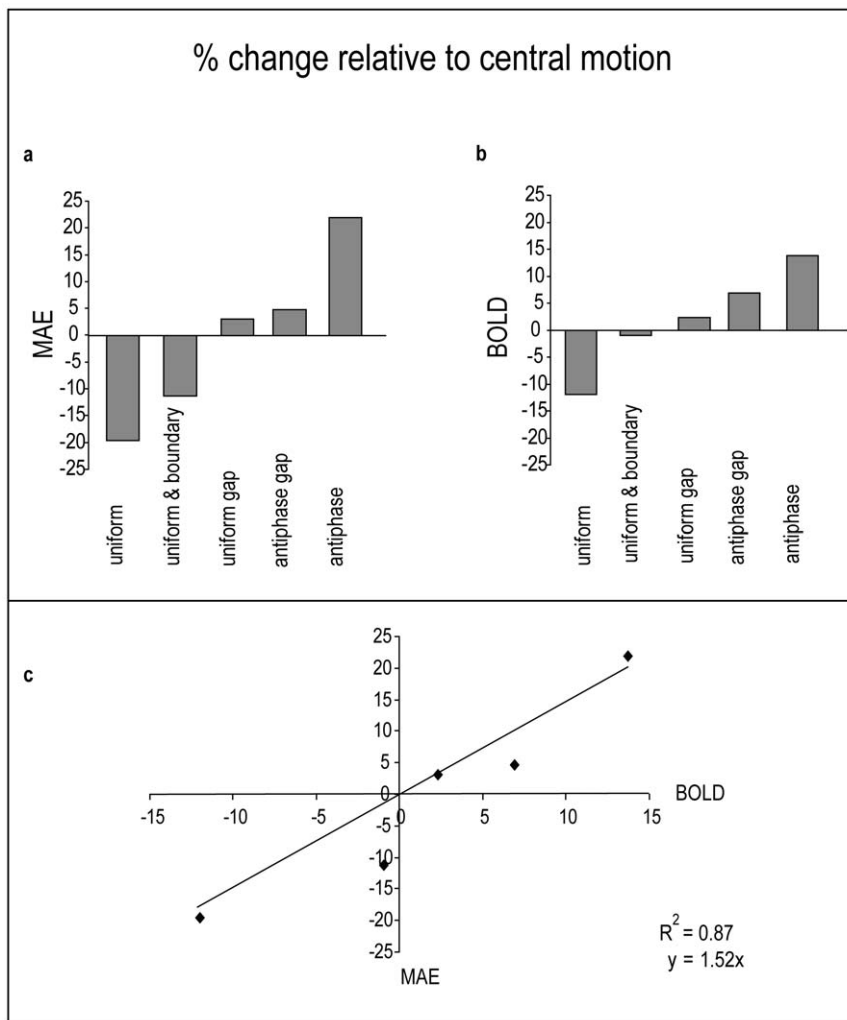 % change relative to central motion
a
25
20
15
10
5
0
-5
-10
-15
-20
-25
MAE
uniform
uniform & boundary
uniform gap
antiphase gap
antiphase
b
25
20
15
10
5
0
-5
-10
-15
-20
-25
BOLD
uniform
uniform & boundary
uniform gap
antiphase gap
antiphase
c
25
20
15
10
5
0
-5
-10
-15
-20
-25
-15 -10 -5 0 5 10 15
BOLD
MAE
R² = 0.87
y = 1.52x